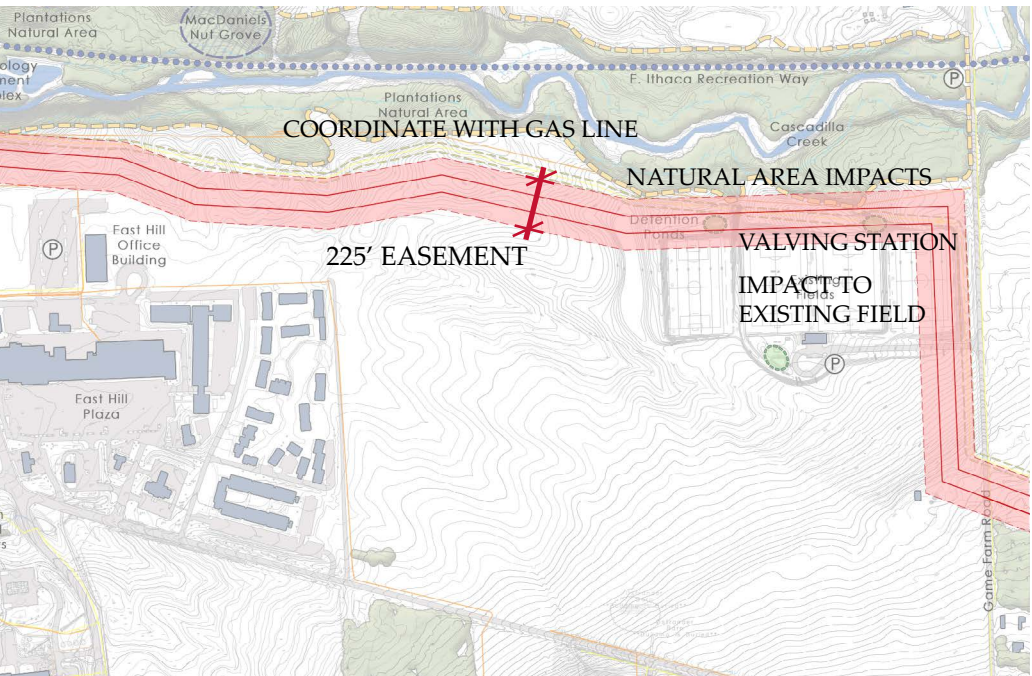 Plantations
Natural Area
MacDaniels
Nut Grove
ology
ment
plex
E. Ithaca Recreation Way
P
Plantations
Natural Area
COORDINATE WITH GAS LINE
Cascadilla
Creek
NATURAL AREA IMPACTS
Detention
Ponds
East Hill
Office
Building
P
225' EASEMENT
VALVING STATION
Existing
Fields
IMPACT TO
EXISTING FIELD
P
East Hill
Plaza
Game Farm Road